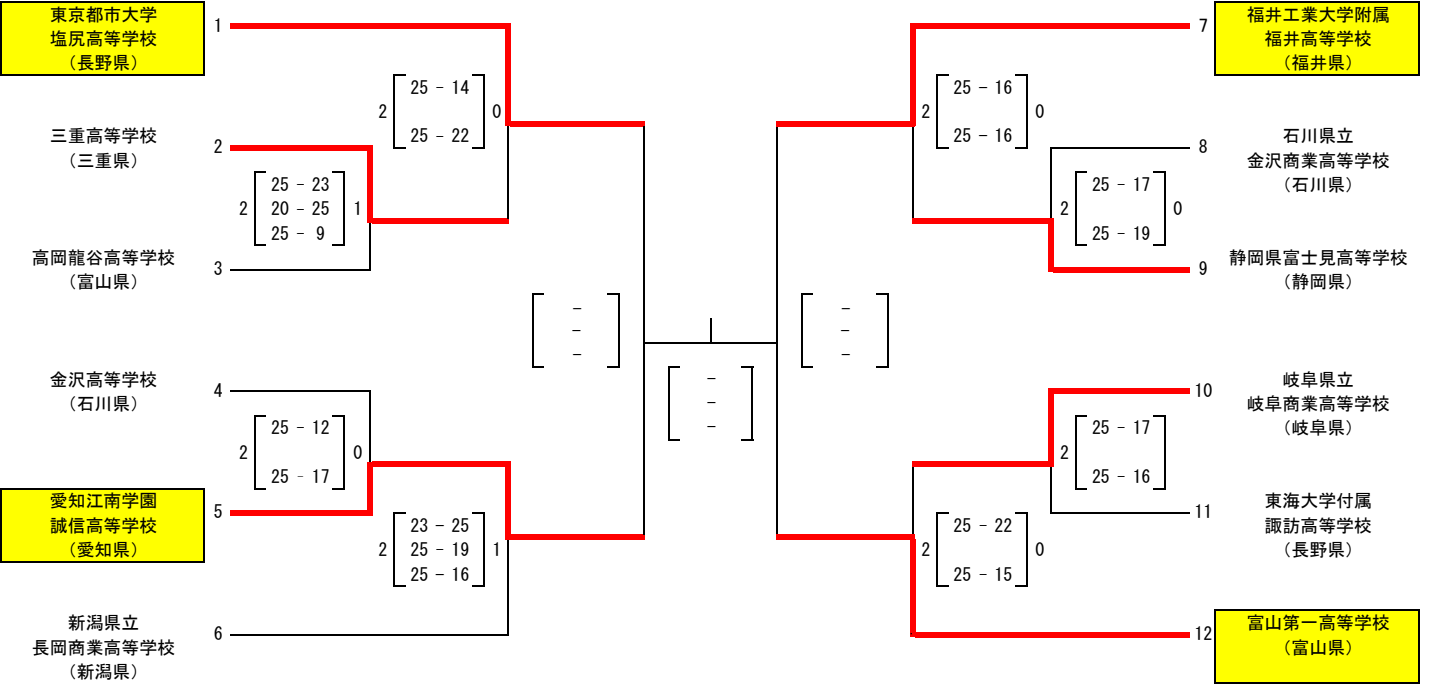 東京都市大学
塩尻高等学校
（長野県）
1
25 - 14
2
0
25 - 22
三重高等学校
（三重県）
2
25 - 23
2
20 - 25
1
25 - 9
高岡龍谷高等学校
（富山県）
3
-
-
-
金沢高等学校
（石川県）
4
25 - 12
2
0
25 - 17
愛知江南学園
誠信高等学校
（愛知県）
5
23 - 25
2
25 - 19
1
25 - 16
新潟県立
長岡商業高等学校
（新潟県）
6
-
-
-
7
福井工業大学附属
福井高等学校
（福井県）
25 - 16
2
0
25 - 16
8
石川県立
金沢商業高等学校
（石川県）
25 - 17
2
0
25 - 19
9
静岡県富士見高等学校
（静岡県）
-
-
-
10
岐阜県立
岐阜商業高等学校
（岐阜県）
25 - 17
2
0
25 - 16
11
東海大学付属
諏訪高等学校
（長野県）
25 - 22
2
0
25 - 15
12
富山第一高等学校
（富山県）